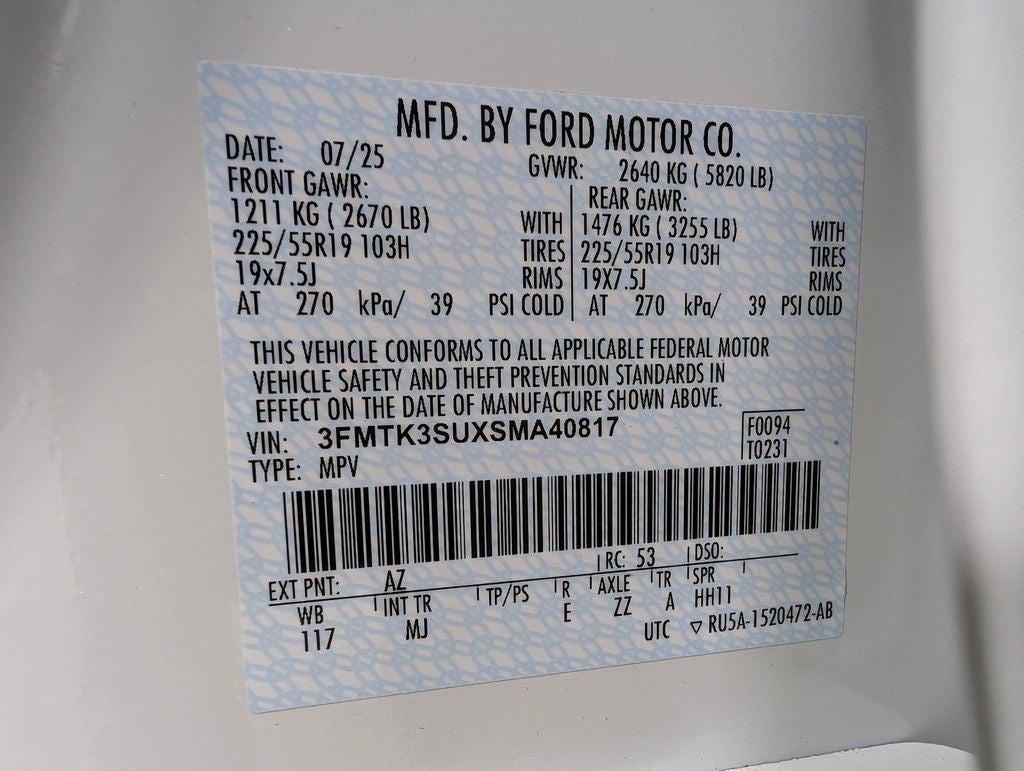 MFD. BY FORD MOTOR CO.
DATE: 07/25 GVWR: 2640 KG ( 5820 LB)
FRONT GAWR: REAR GAWR:
1211 KG ( 2670 LB) WITH 1476 KG ( 3255 LB) WITH
225/55R19 103H TIRES 225/55R19 103H TIRES
19x7.5J RIMS 19X7.5J RIMS
AT 270 kPa/ 39 PSI COLD AT 270 kPa/ 39 PSI COLD
THIS VEHICLE CONFORMS TO ALL APPLICABLE FEDERAL MOTOR
VEHICLE SAFETY AND THEFT PREVENTION STANDARDS IN
EFFECT ON THE DATE OF MANUFACTURE SHOWN ABOVE.
VIN: 3FMTK3SUXSMA40817 F0094
TYPE: MPV T0231
EXT PNT: AZ RC: 53 DSO:
WB INT TR TP/PS R AXLE TR SPR
117 MJ E ZZ A HH11
UTC ▽ RU5A-1520472-AB